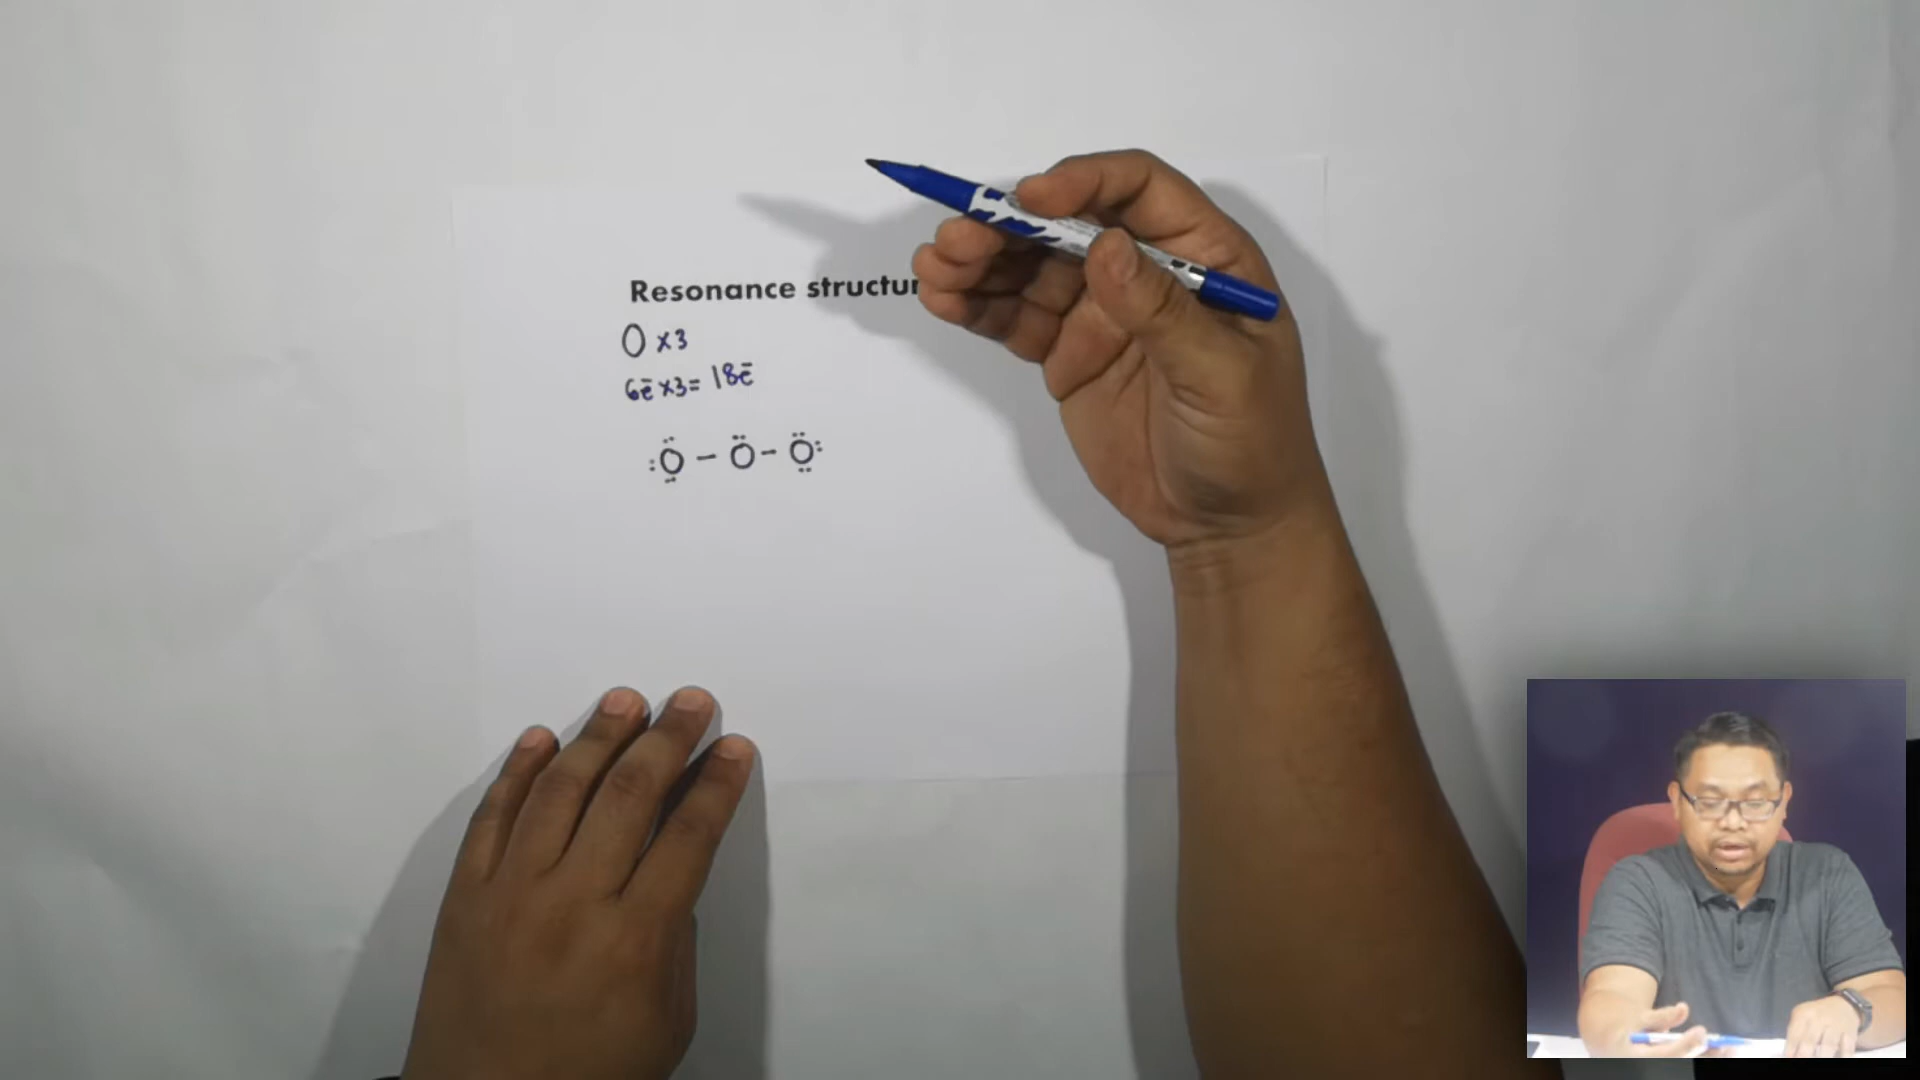 Resonance structur
O x3
6ē x3= 18ē
:Ö - Ö - Ö: